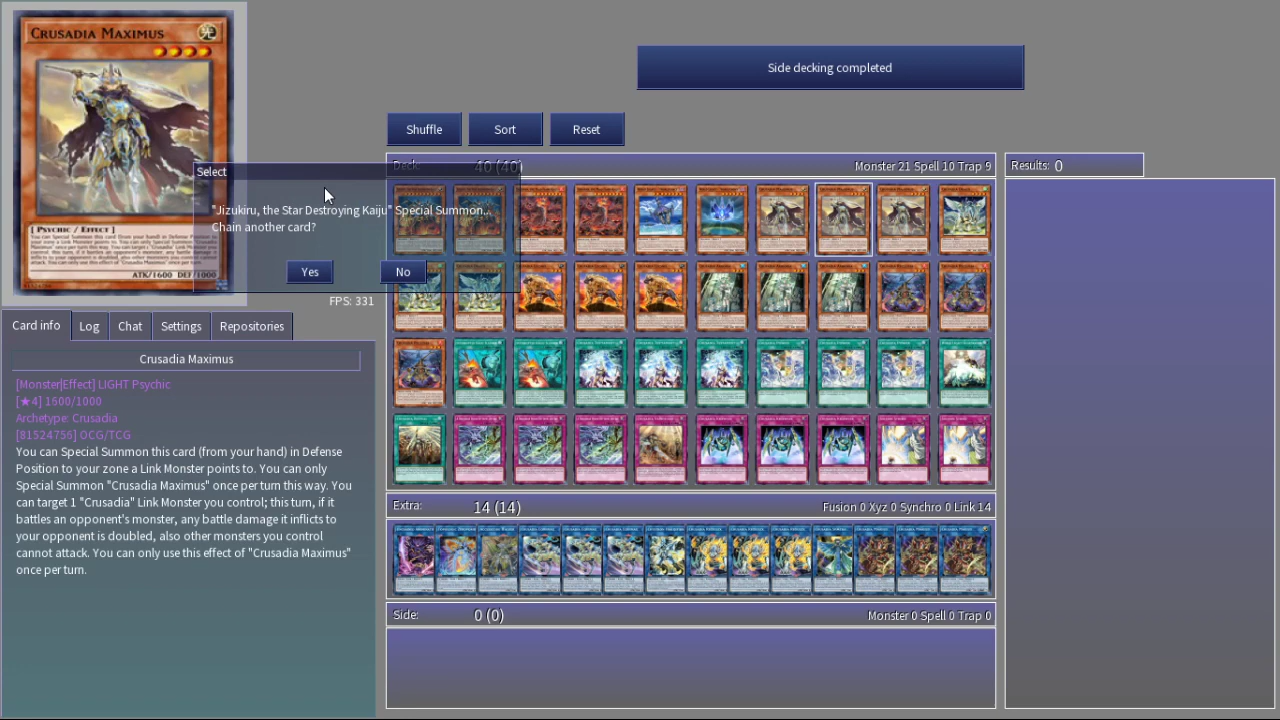 CRUSADIA MAXIMUS
[ PSYCHIC / EFFECT ]
ATK/1600 DEF/1000
Side decking completed
Shuffle
Sort
Reset
Deck:
40 (40)
Monster 21 Spell 10 Trap 9
Results: 0
Select
"Jizukiru, the Star Destroying Kaiju" Special Summon...
Chain another card?
Yes
No
FPS: 331
Card info
Log
Chat
Settings
Repositories
Crusadia Maximus
[Monster|Effect] LIGHT Psychic
[★4] 1600/1000
Archetype: Crusadia
[81524756] OCG/TCG
You can Special Summon this card (from your hand) in Defense
Position to your zone a Link Monster points to. You can only
Special Summon "Crusadia Maximus" once per turn this way. You
can target 1 "Crusadia" Link Monster you control; this turn, if it
battles an opponent's monster, any battle damage it inflicts to
your opponent is doubled, also other monsters you control
cannot attack. You can only use this effect of "Crusadia Maximus"
once per turn.
Extra:
14 (14)
Fusion 0 Xyz 0 Synchro 0 Link 14
Side:
0 (0)
Monster 0 Spell 0 Trap 0